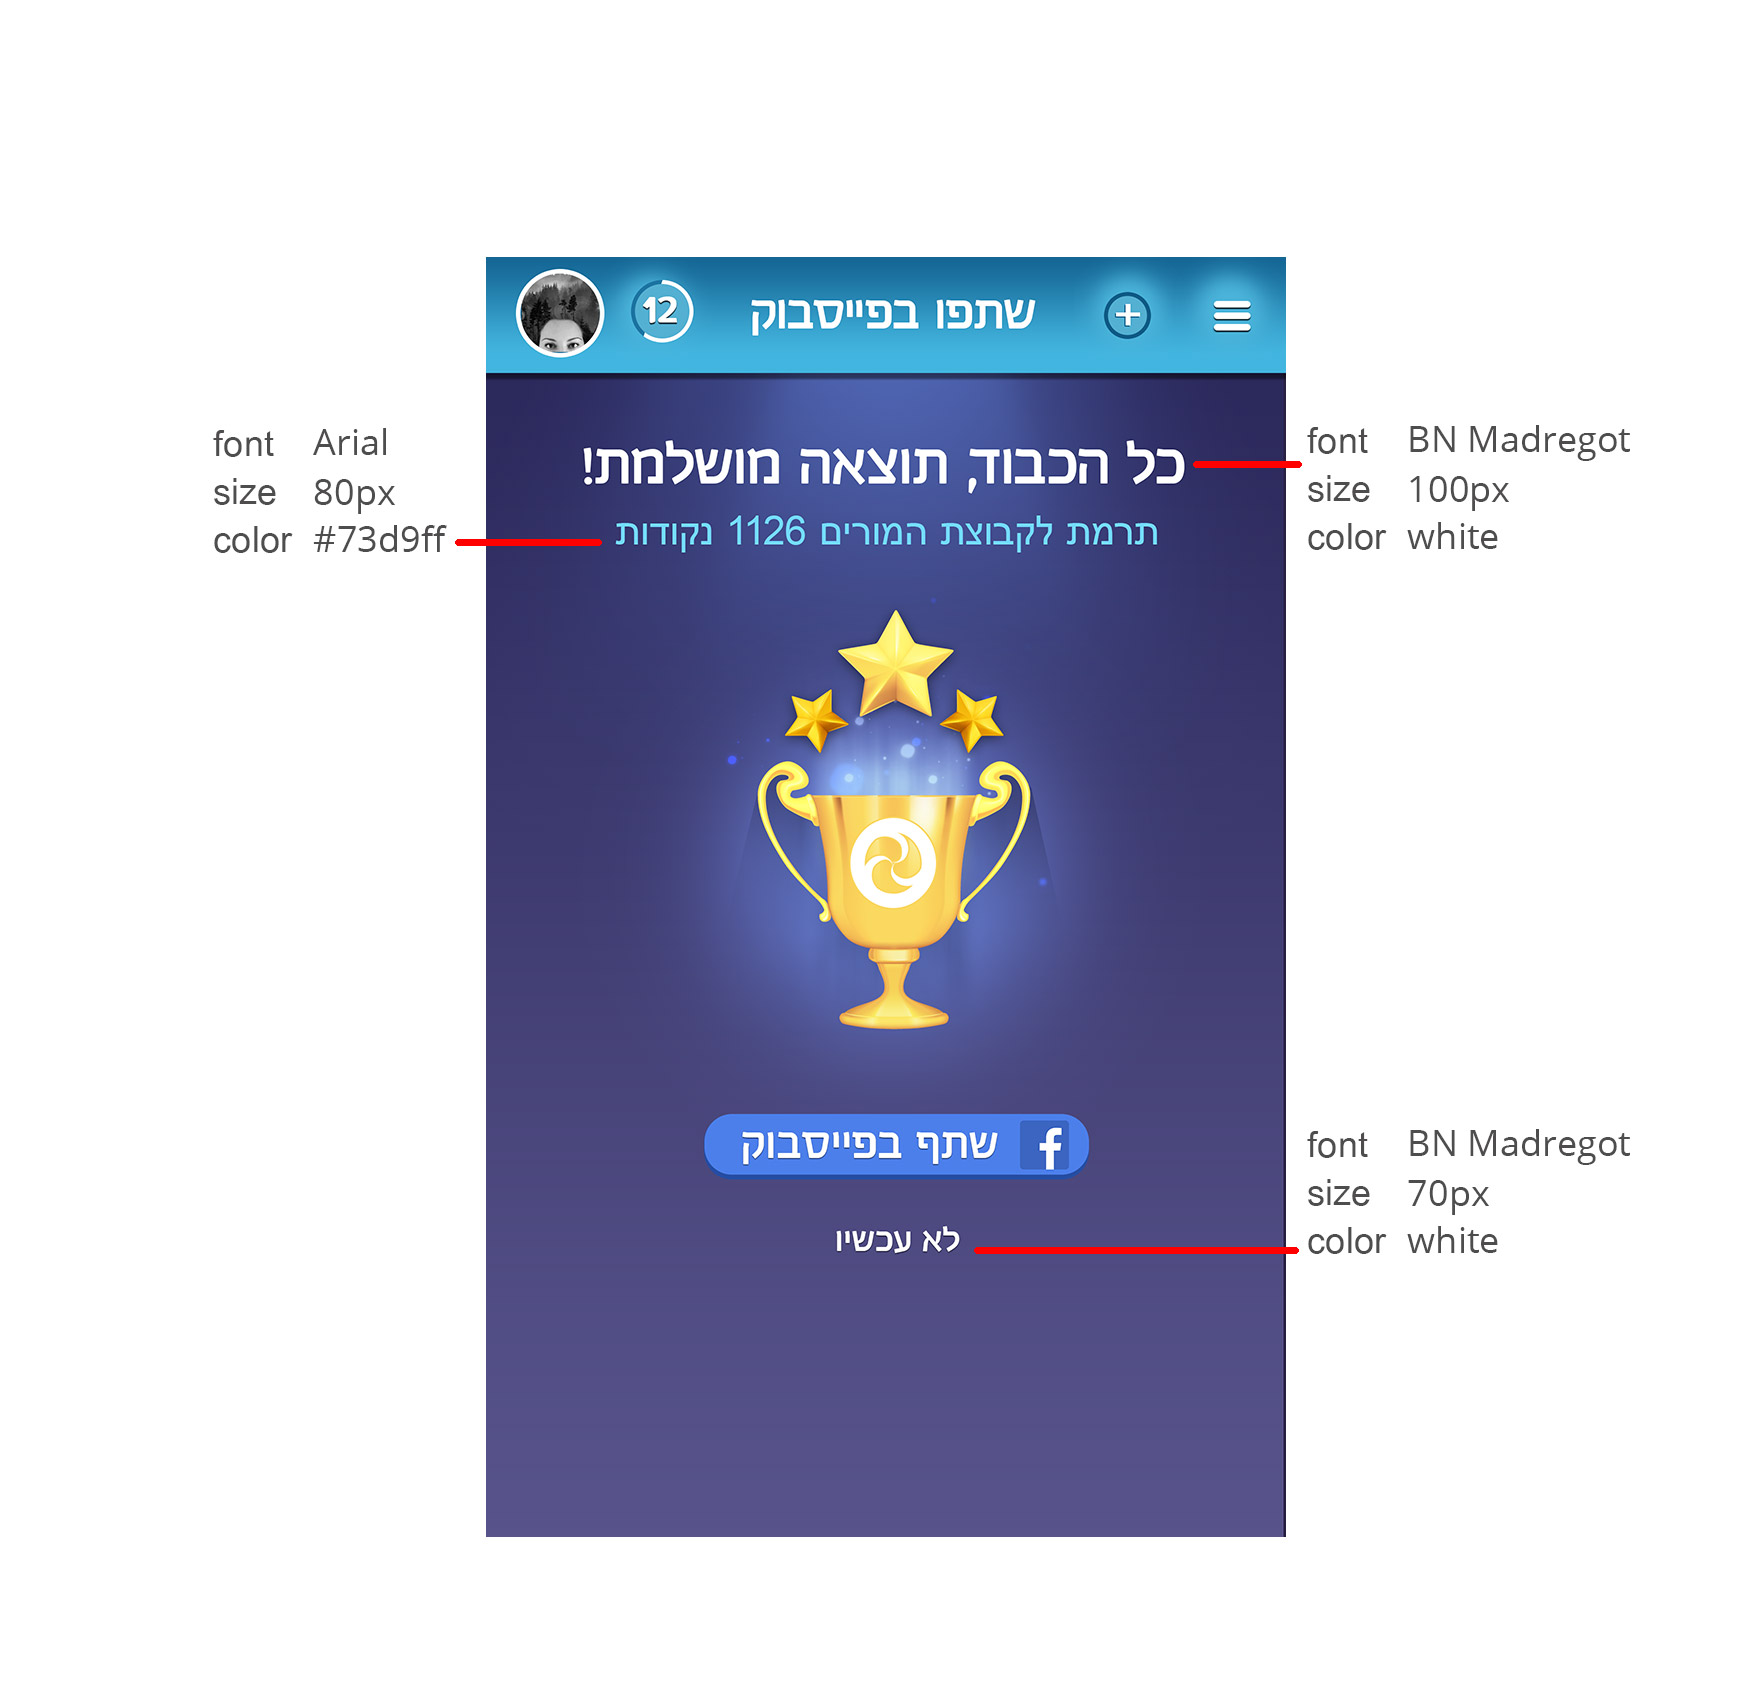 שתפו בפייסבוק
12
כל הכבוד, תוצאה מושלמת!
תרמת לקבוצת המורים 1126 נקודות
font Arial
size 80px
color #73d9ff
font BN Madregot
size 100px
color white
שתף בפייסבוק f
לא עכשיו
font BN Madregot
size 70px
color white